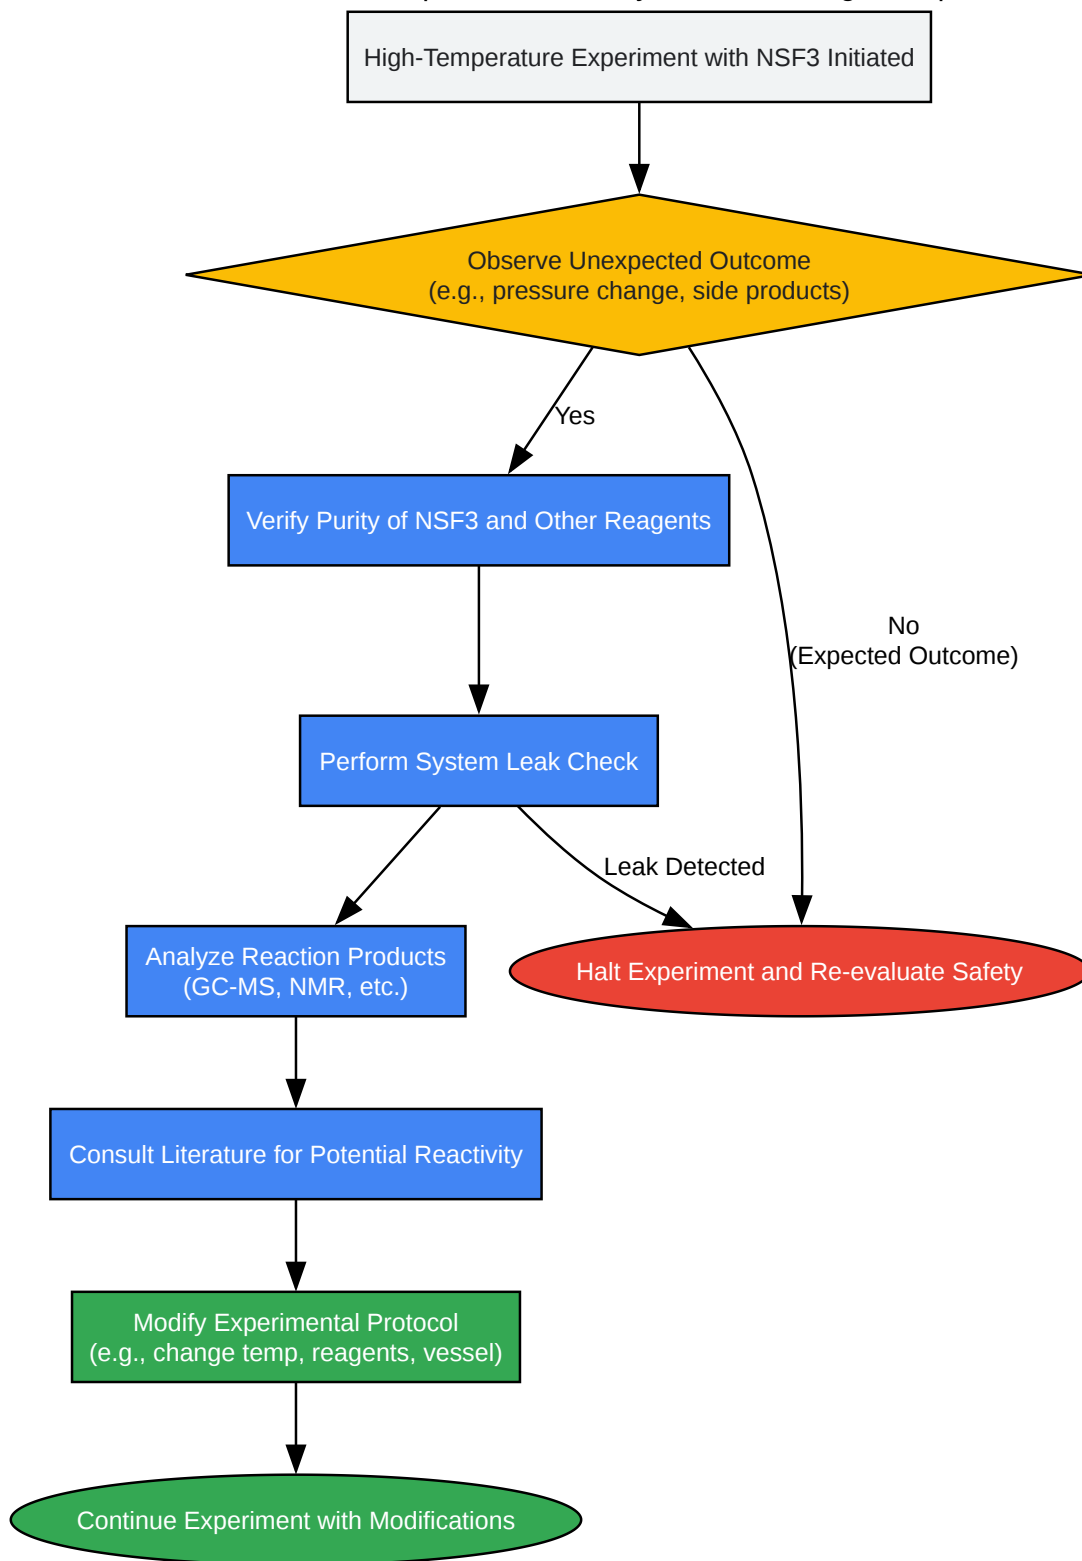 High-Temperature Experiment with NSF3 Initiated
Observe Unexpected Outcome
(e.g., pressure change, side products)
Yes
Verify Purity of NSF3 and Other Reagents
No
(Expected Outcome)
Perform System Leak Check
Leak Detected
Analyze Reaction Products
(GC-MS, NMR, etc.)
Halt Experiment and Re-evaluate Safety
Consult Literature for Potential Reactivity
Modify Experimental Protocol
(e.g., change temp, reagents, vessel)
Continue Experiment with Modifications